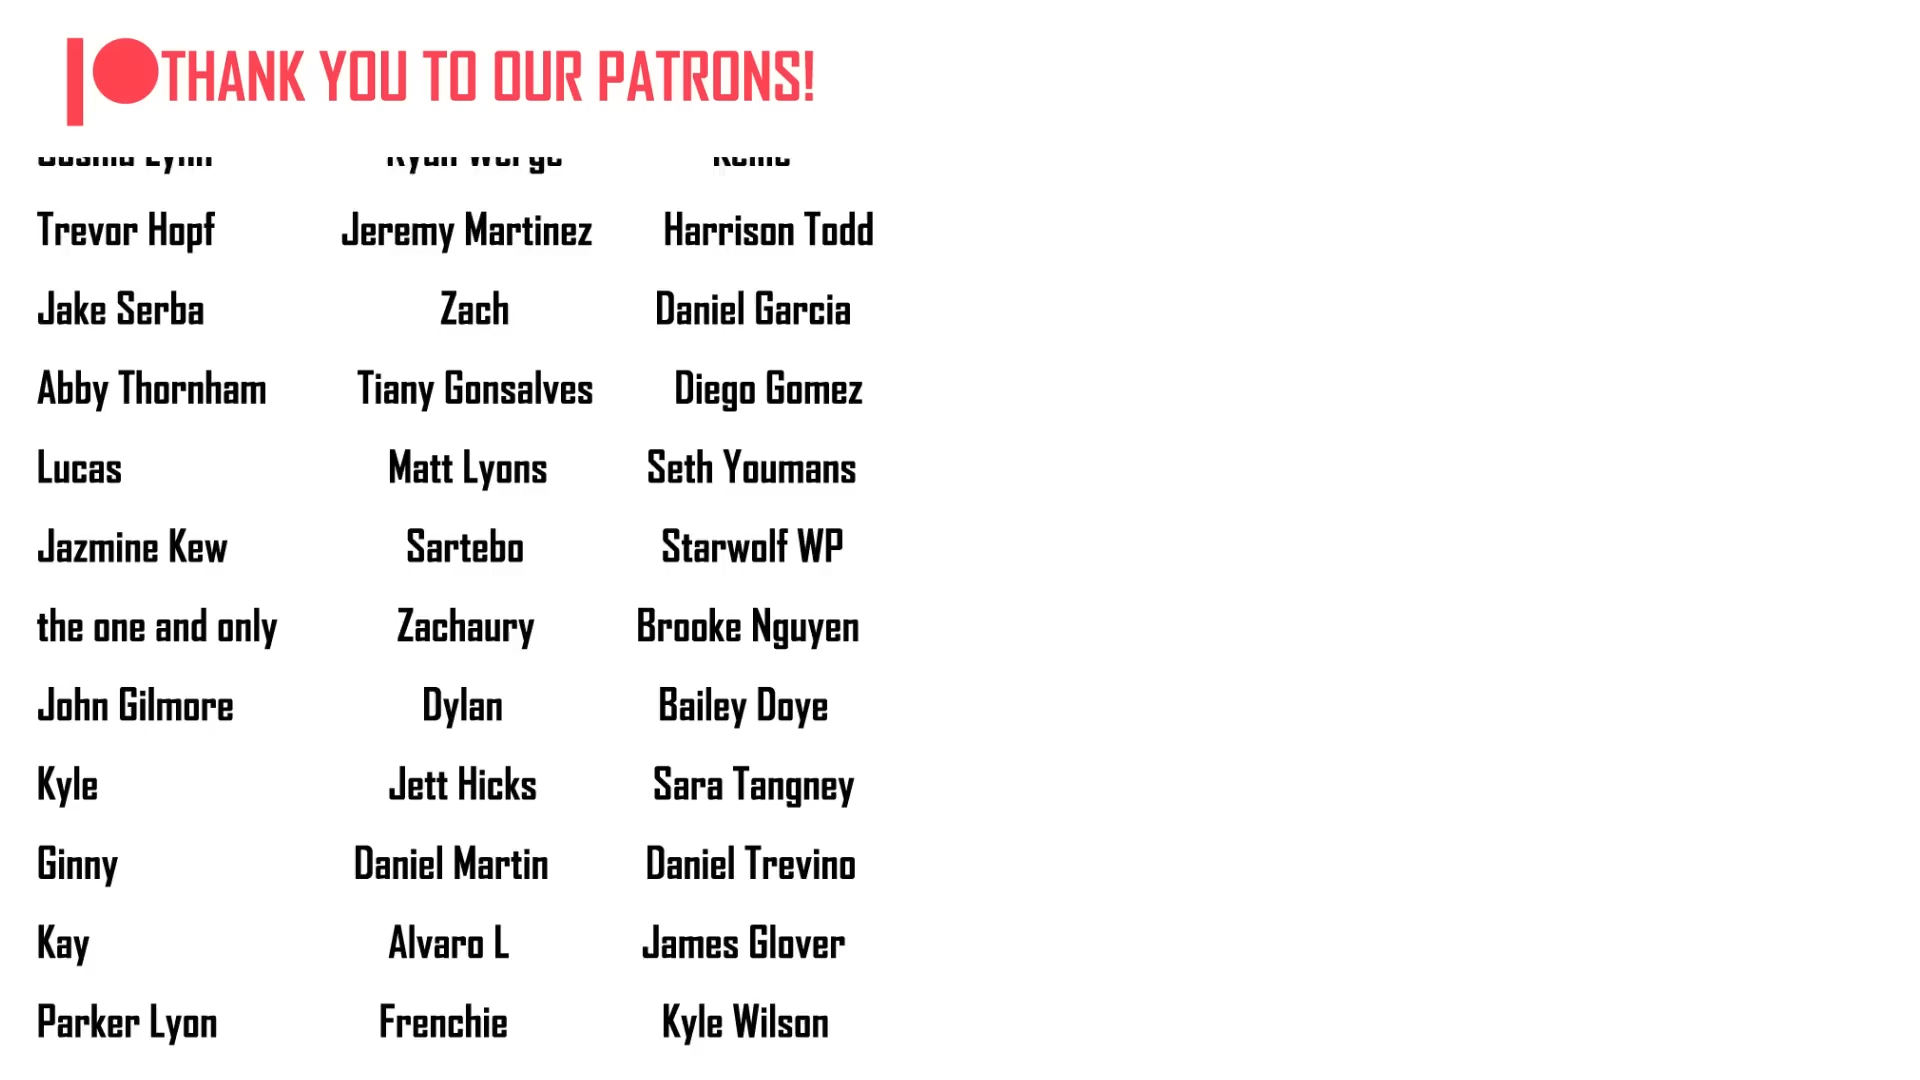 THANK YOU TO OUR PATRONS!
Trevor Hopf Jeremy Martinez Harrison Todd
Jake Serba Zach Daniel Garcia
Abby Thornham Tiany Gonsalves Diego Gomez
Lucas Matt Lyons Seth Youmans
Jazmine Kew Sartebo Starwolf WP
the one and only Zachaury Brooke Nguyen
John Gilmore Dylan Bailey Doye
Kyle Jett Hicks Sara Tangney
Ginny Daniel Martin Daniel Trevino
Kay Alvaro L James Glover
Parker Lyon Frenchie Kyle Wilson